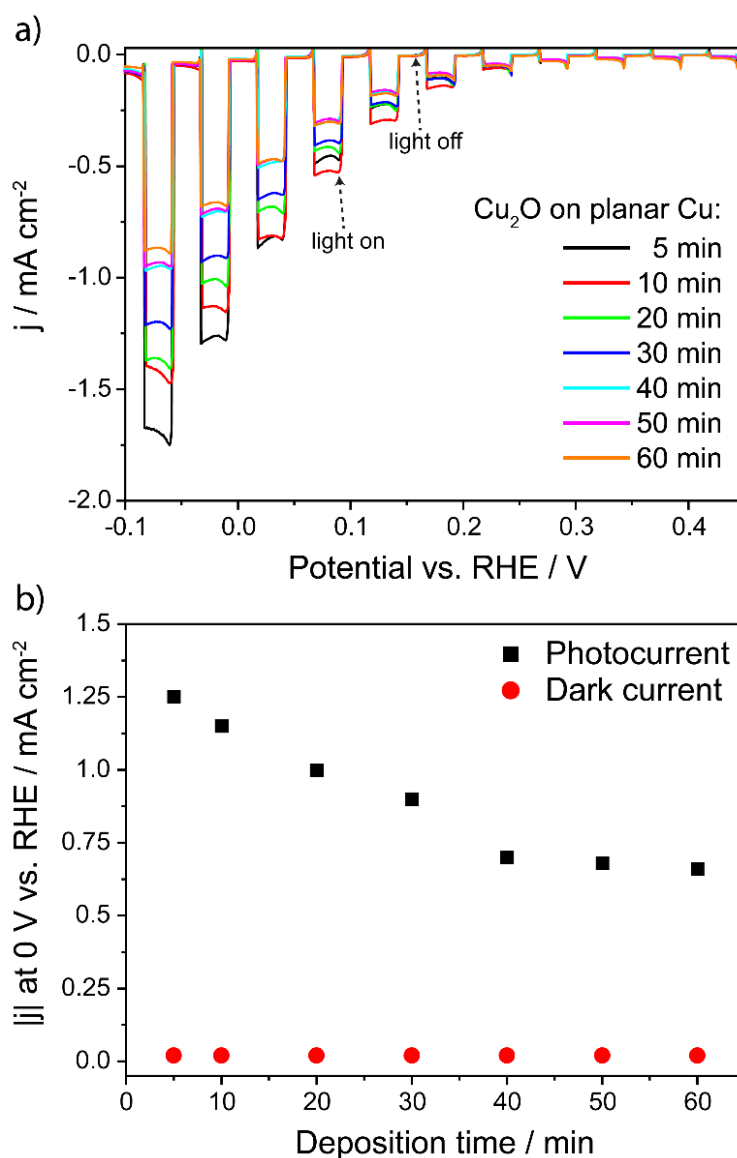 a)
0.0
-0.5
-1.0
-1.5
-2.0
j / mA cm⁻²
light off
light on
Cu₂O on planar Cu:
5 min
10 min
20 min
30 min
40 min
50 min
60 min
-0.1 0.0 0.1 0.2 0.3 0.4
Potential vs. RHE / V
b)
1.5
1.25
1.0
0.75
0.5
0.25
0.0
|j| at 0 V vs. RHE / mA cm⁻²
Photocurrent
Dark current
0 10 20 30 40 50 60
Deposition time / min